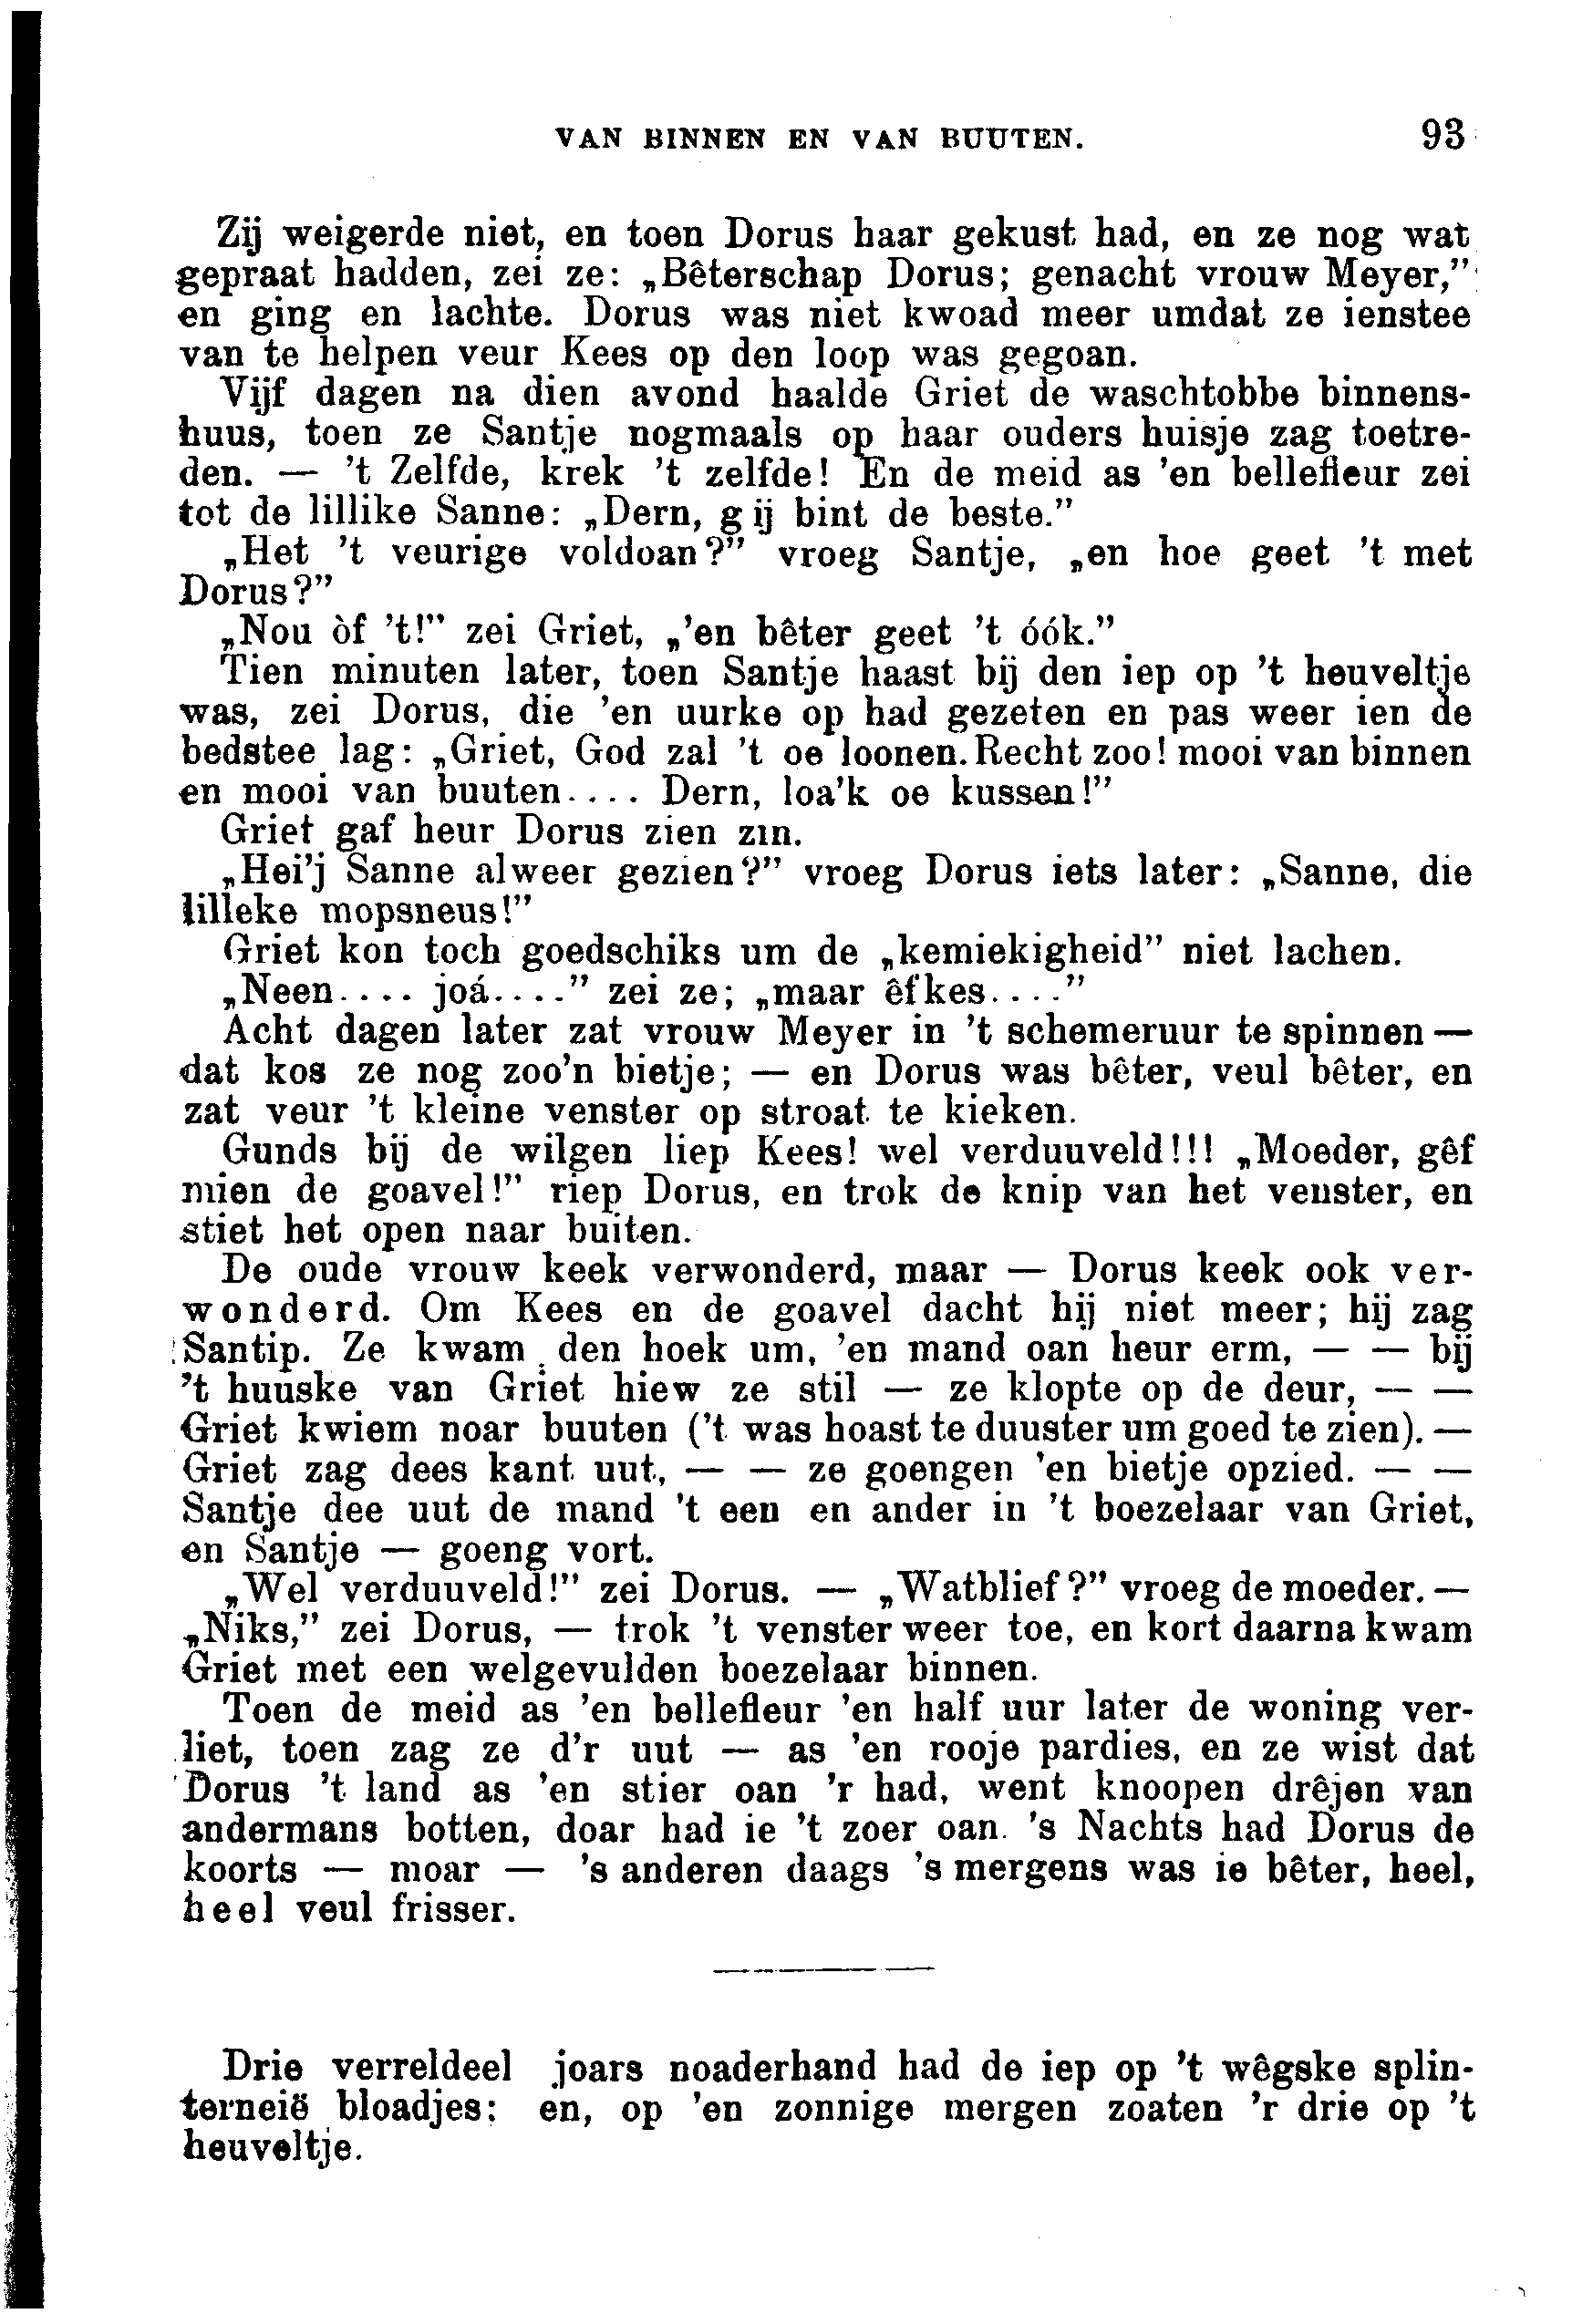 VAN BINNEN EN VAN BUUTEN. 93
Zij weigerde niet, en toen Dorus haar gekust had, en ze nog wat
gepraat hadden, zei ze: „Bêterschap Dorus; genacht vrouw Meyer,”
en ging en lachte. Dorus was niet kwoad meer umdat ze ienstee
van te helpen veur Kees op den loop was gegoan.
Vijf dagen na dien avond haalde Griet de waschtobbe binnens-
huus, toen ze Santje nogmaals op haar ouders huisje zag toetre-
den. — 't Zelfde, krek 't zelfde! En de meid as 'en bellefleur zei
tot de lillike Sanne: „Dern, gij bint de beste.”
„Het 't veurige voldoan?” vroeg Santje, „en hoe geet 't met
Dorus?”
„Nou òf 't!” zei Griet, „'en bêter geet 't óók.”
Tien minuten later, toen Santje haast bij den iep op 't heuveltje
was, zei Dorus, die 'en uurke op had gezeten en pas weer ien de
bedstee lag: „Griet, God zal 't oe loonen. Recht zoo! mooi van binnen
en mooi van buuten.... Dern, loa'k oe kussen!”
Griet gaf heur Dorus zien zin.
„Hei'j Sanne alweer gezien?” vroeg Dorus iets later: „Sanne, die
lilleke mopsneus!”
Griet kon toch goedschiks um de „kemiekigheid” niet lachen.
„Neen.... joá....” zei ze; „maar êfkes....”
Acht dagen later zat vrouw Meyer in 't schemeruur te spinnen —
dat kos ze nog zoo'n bietje; — en Dorus was bêter, veul bêter, en
zat veur 't kleine venster op stroat te kieken.
Gunds bij de wilgen liep Kees! wel verduuveld!!! „Moeder, gêf
mien de goavel!” riep Dorus, en trok de knip van het venster, en
stiet het open naar buiten.
De oude vrouw keek verwonderd, maar — Dorus keek ook ver-
wonderd. Om Kees en de goavel dacht hij niet meer; hij zag
Santip. Ze kwam den hoek um, 'en mand oan heur erm, — — bij
't huuske van Griet hiew ze stil — ze klopte op de deur, — —
Griet kwiem noar buuten ('t was hoast te duuster um goed te zien). —
Griet zag dees kant uut, — — ze goengen 'en bietje opzied. — —
Santje dee uut de mand 't een en ander in 't boezelaar van Griet,
en Santje — goeng vort.
„Wel verduuveld!” zei Dorus. — „Watblief?” vroeg de moeder. —
„Niks,” zei Dorus, — trok 't venster weer toe, en kort daarna kwam
Griet met een welgevulden boezelaar binnen.
Toen de meid as 'en bellefleur 'en half uur later de woning ver-
liet, toen zag ze d'r uut — as 'en rooje pardies, en ze wist dat
Dorus 't land as 'en stier oan 'r had, went knoopen drêjen van
andermans botten, doar had ie 't zoer oan. 's Nachts had Dorus de
koorts — moar — 's anderen daags 's mergens was ie bêter, heel,
heel veul frisser.
Drie verreldeel joars noaderhand had de iep op 't wêgske splin-
terneië bloadjes; en, op 'en zonnige mergen zoaten 'r drie op 't
heuveltje.